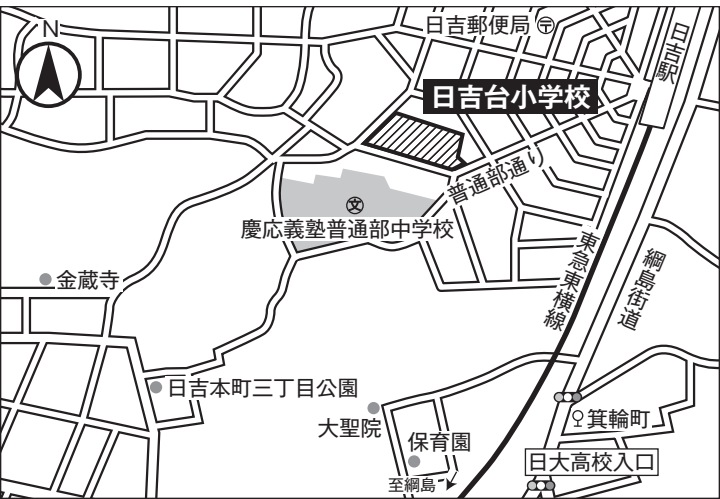 N
日吉郵便局
〒
日吉駅
日吉台小学校
普通部通り
文
慶応義塾普通部中学校
金蔵寺
東急東横線
綱島街道
日吉本町三丁目公園
大聖院
保育園
箕輪町
日大高校入口
至綱島